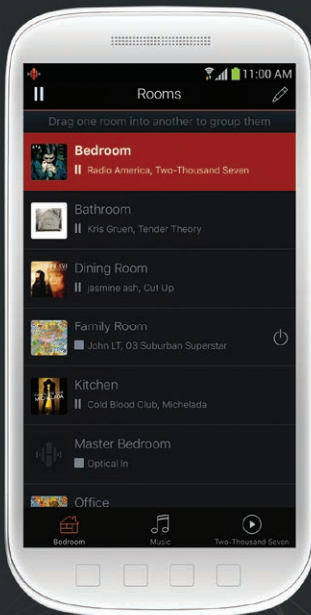 11:00 AM
Rooms
Drag one room into another to group them
Bedroom
Radio America, Two-Thousand Seven
Bathroom
Kris Gruen, Tender Theory
Dining Room
jasmine ash, Cut Up
Family Room
John LT, 03 Suburban Superstar
Kitchen
Cold Blood Club, Michelada
Master Bedroom
Optical In
Office
Bedroom
Music
Two-Thousand Seven